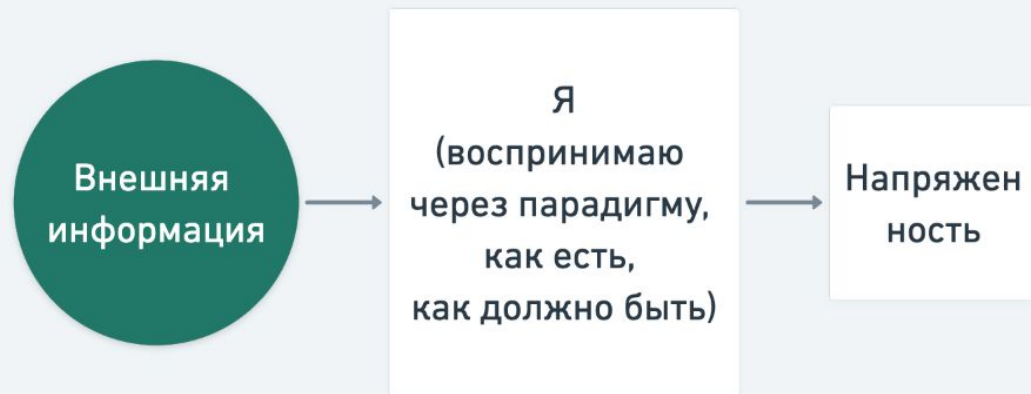 Внешняя
информация
Я
(воспринимаю
через парадигму,
как есть,
как должно быть)
Напряжен
ность